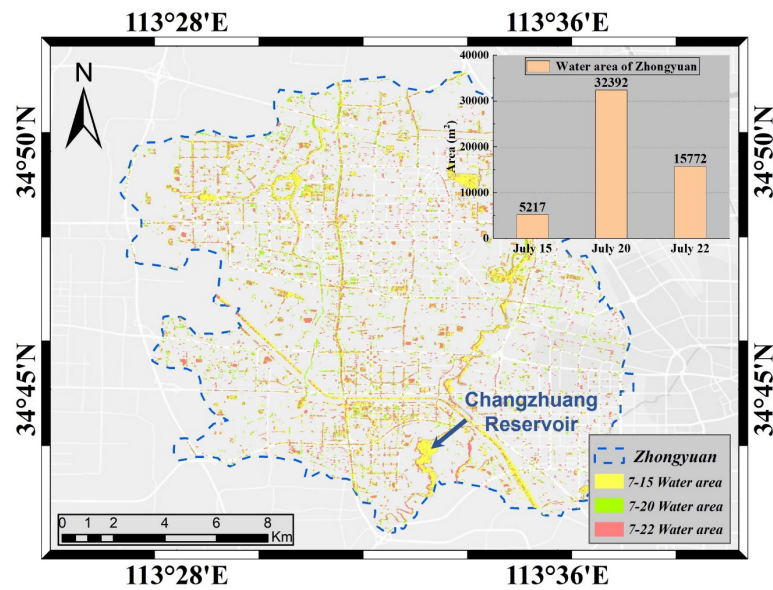 113°28'E
113°36'E
N
34°50'N
34°45'N
40000
30000
20000
10000
0
Area (m²)
Water area of Zhongyuan
5217
32392
15772
July 15
July 20
July 22
34°50'N
34°45'N
Changzhuang
Reservoir
Zhongyuan
7-15 Water area
7-20 Water area
7-22 Water area
0 1 2 4 6 8
Km
113°28'E
113°36'E